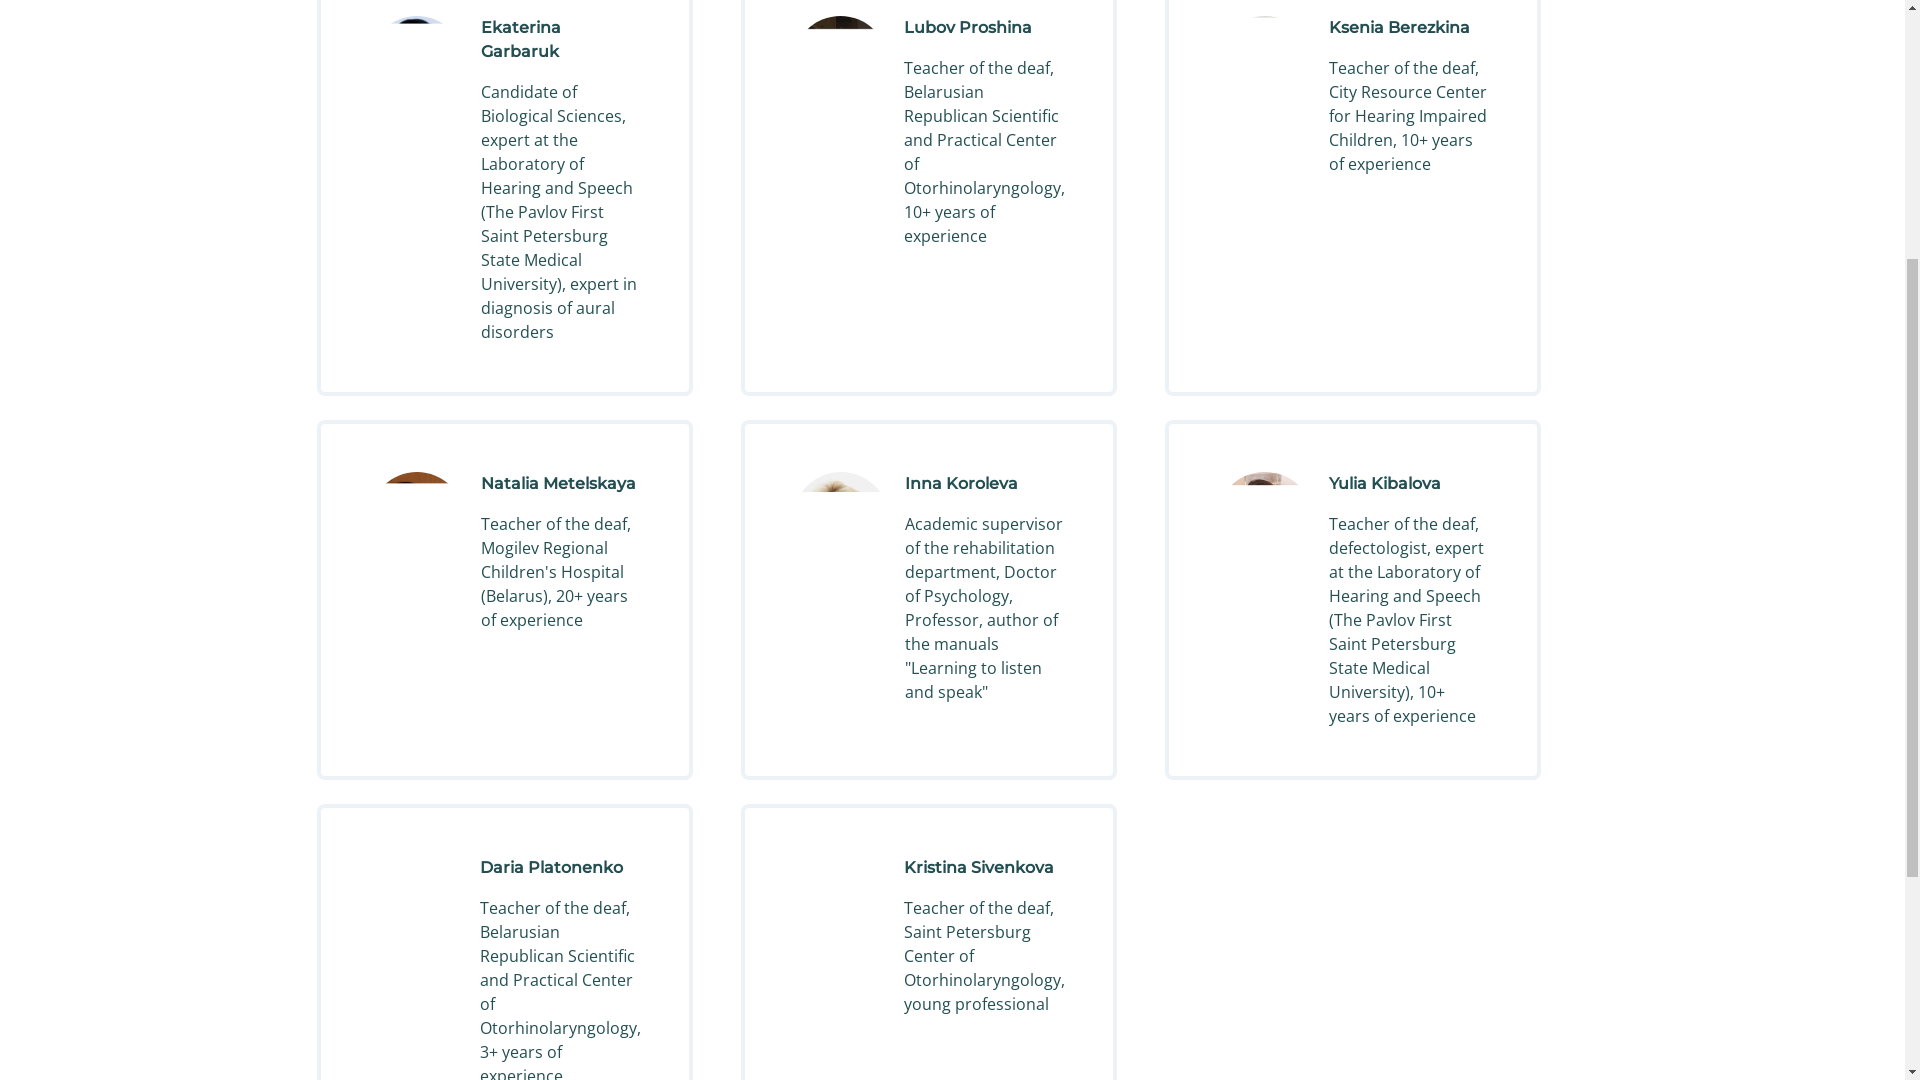 Ekaterina
Garbaruk
Candidate of
Biological Sciences,
expert at the
Laboratory of
Hearing and Speech
(The Pavlov First
Saint Petersburg
State Medical
University), expert in
diagnosis of aural
disorders
Lubov Proshina
Teacher of the deaf,
Belarusian
Republican Scientific
and Practical Center
of
Otorhinolaryngology,
10+ years of
experience
Ksenia Berezkina
Teacher of the deaf,
City Resource Center
for Hearing Impaired
Children, 10+ years
of experience
Natalia Metelskaya
Teacher of the deaf,
Mogilev Regional
Children's Hospital
(Belarus), 20+ years
of experience
Inna Koroleva
Academic supervisor
of the rehabilitation
department, Doctor
of Psychology,
Professor, author of
the manuals
"Learning to listen
and speak"
Yulia Kibalova
Teacher of the deaf,
defectologist, expert
at the Laboratory of
Hearing and Speech
(The Pavlov First
Saint Petersburg
State Medical
University), 10+
years of experience
Daria Platonenko
Teacher of the deaf,
Belarusian
Republican Scientific
and Practical Center
of
Otorhinolaryngology,
3+ years of
experience
Kristina Sivenkova
Teacher of the deaf,
Saint Petersburg
Center of
Otorhinolaryngology,
young professional